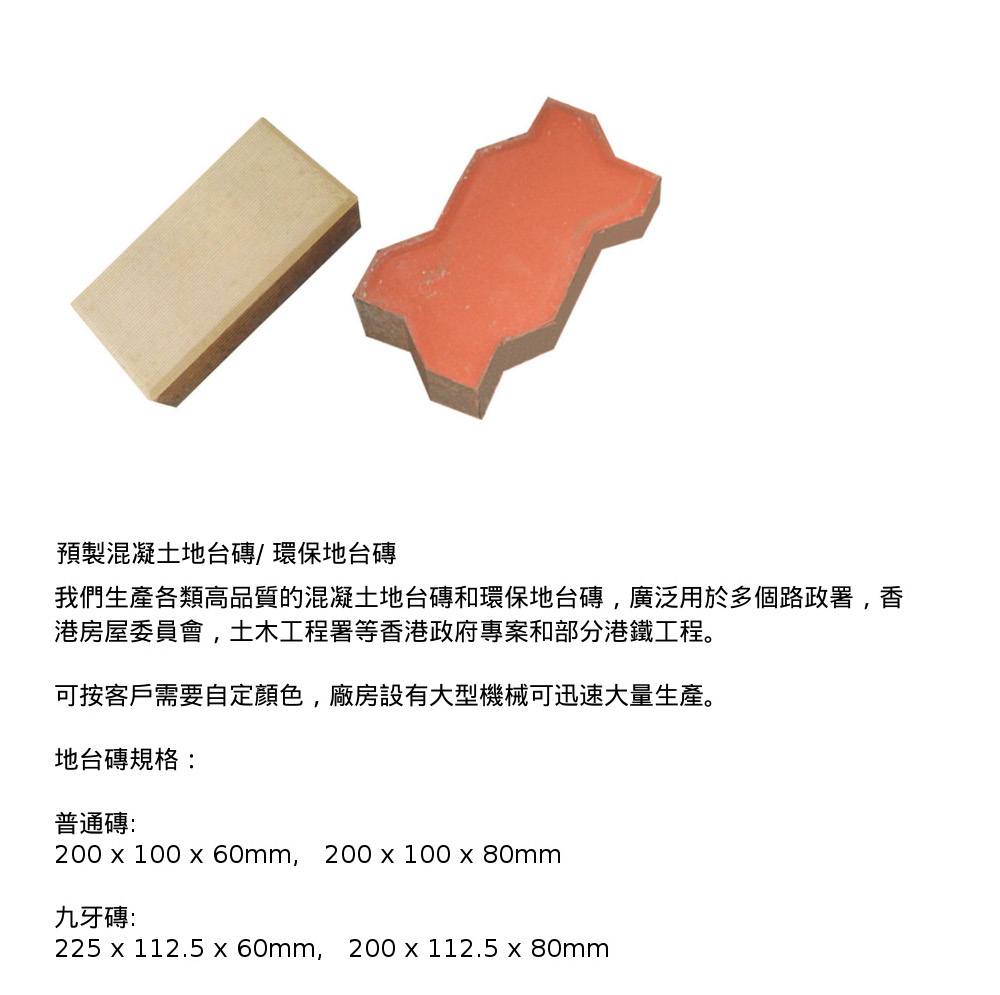 預製混凝土地台磚/ 環保地台磚
我們生產各類高品質的混凝土地台磚和環保地台磚，廣泛用於多個路政署，香
港房屋委員會，土木工程署等香港政府專案和部分港鐵工程。
可按客戶需要自定顏色，廠房設有大型機械可迅速大量生產。
地台磚規格：
普通磚:
200 x 100 x 60mm,   200 x 100 x 80mm
九牙磚:
225 x 112.5 x 60mm,   200 x 112.5 x 80mm